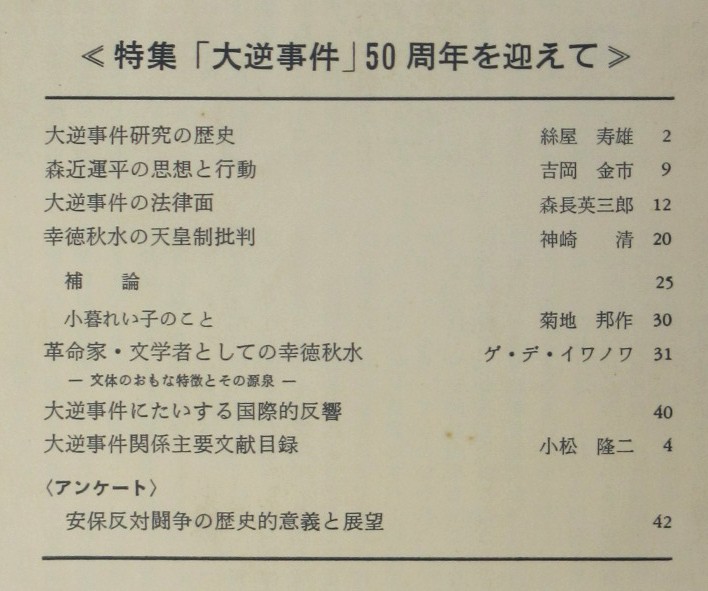 ≪特集「大逆事件」50周年を迎えて≫
大逆事件研究の歴史 絲屋 寿雄 2
森近運平の思想と行動 吉岡 金市 9
大逆事件の法律面 森長英三郎 12
幸徳秋水の天皇制批判 神崎 清 20
補 論 25
小暮れい子のこと 菊地 邦作 30
革命家・文学者としての幸徳秋水 ゲ・デ・イワノワ 31
― 文体のおもな特徴とその源泉 ―
大逆事件にたいする国際的反響 40
大逆事件関係主要文献目録 小松 隆二 4
〈アンケート〉
安保反対闘争の歴史的意義と展望 42